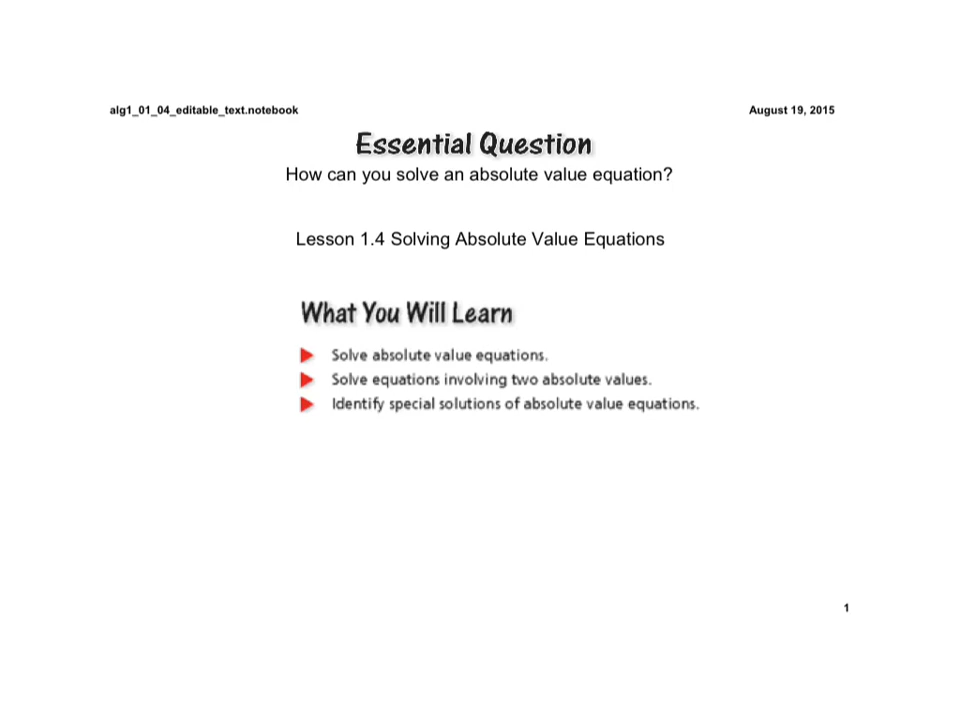 alg1_01_04_editable_text.notebook
August 19, 2015
Essential Question
How can you solve an absolute value equation?
Lesson 1.4 Solving Absolute Value Equations
What You Will Learn
Solve absolute value equations.
Solve equations involving two absolute values.
Identify special solutions of absolute value equations.
1